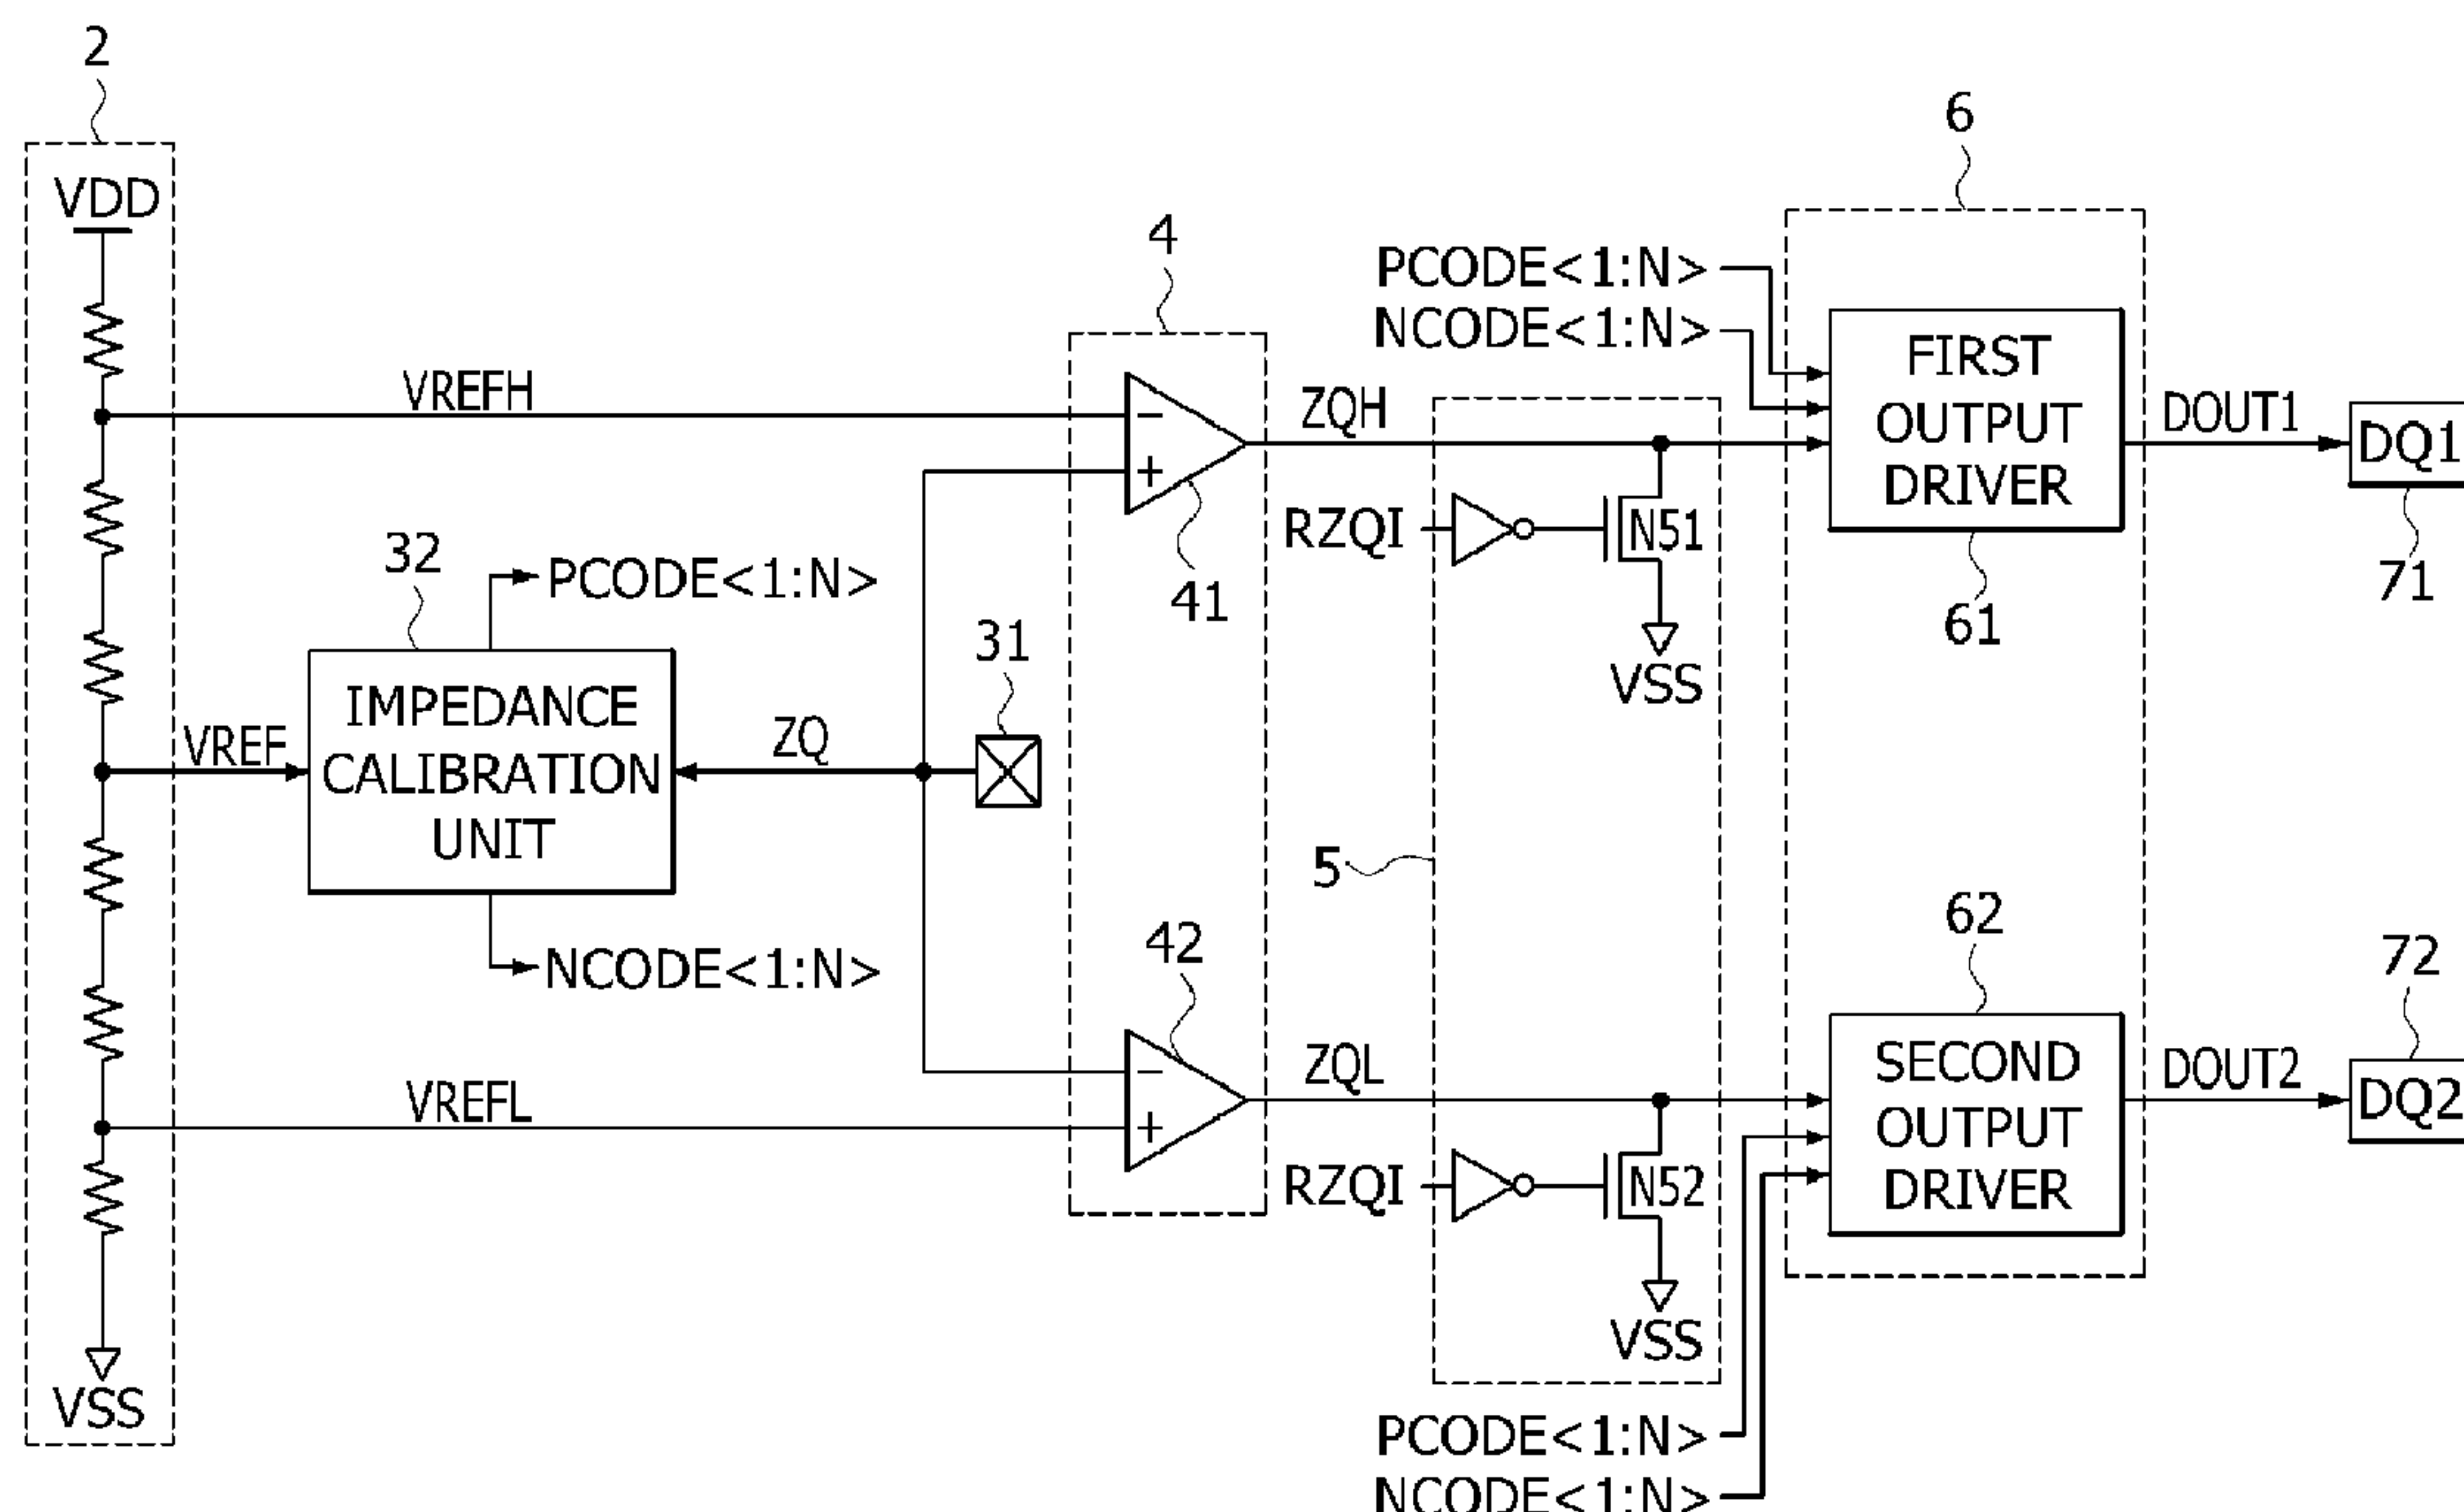 2
VDD
VREFH
VREF
VREFL
VSS
32
PCODE<1:N>
IMPEDANCE
CALIBRATION
UNIT
NCODE<1:N>
ZQ
31
4
41
42
ZQH
ZQL
5
RZQI
N51
VSS
RZQI
N52
VSS
PCODE<1:N>
NCODE<1:N>
6
FIRST
OUTPUT
DRIVER
61
62
SECOND
OUTPUT
DRIVER
PCODE<1:N>
NCODE<1:N>
DOUT1
DQ1
71
DOUT2
72
DQ2